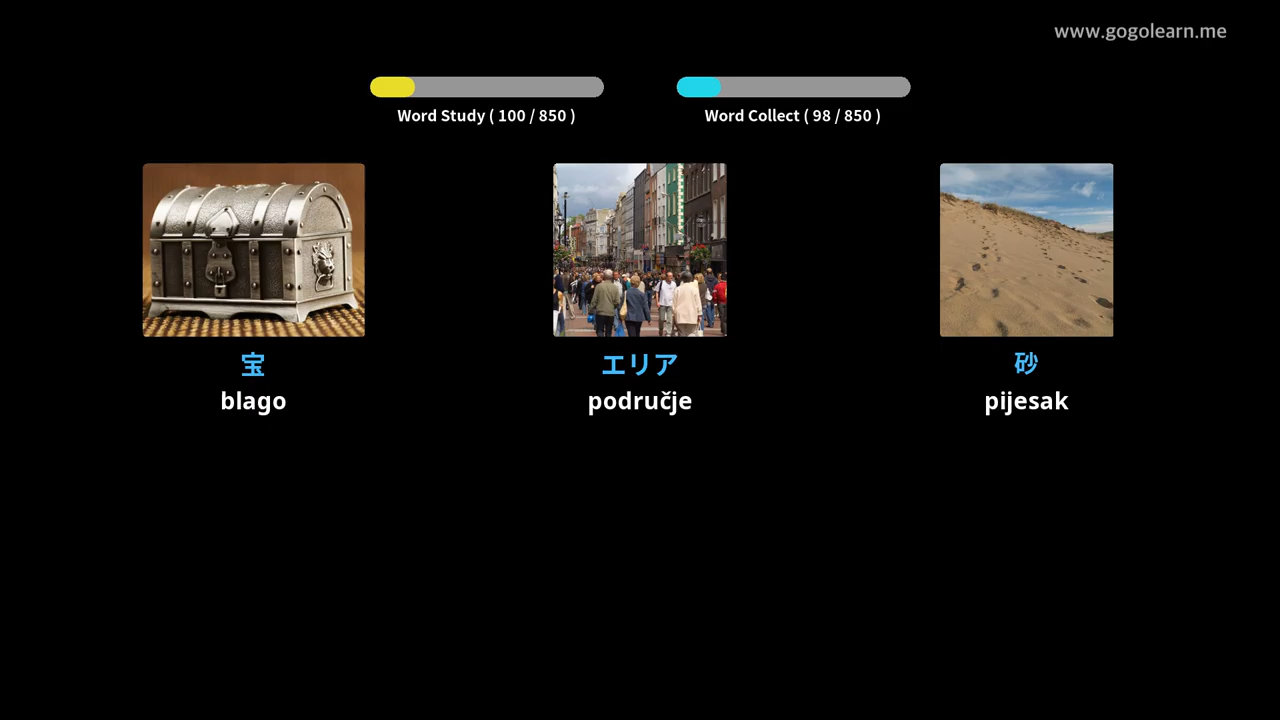 www.gogolearn.me
Word Study ( 100 / 850 )
Word Collect ( 98 / 850 )
宝
エリア
砂
blago
područje
pijesak